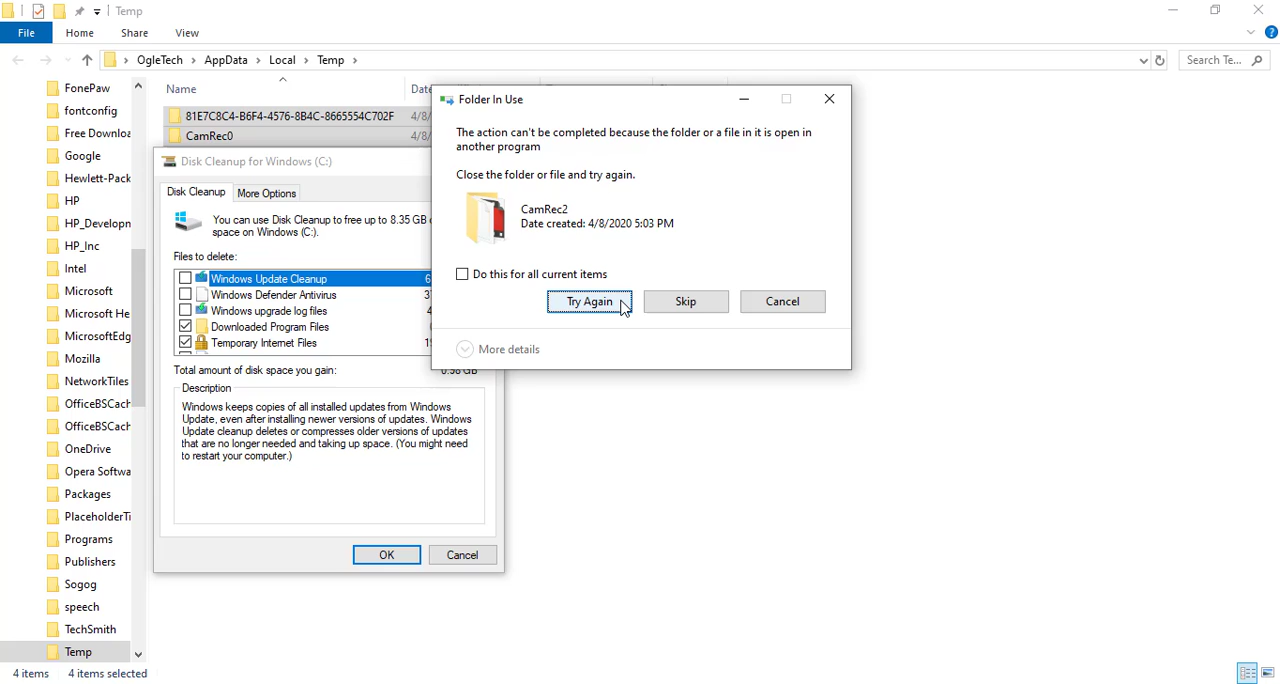 Temp
File Home Share View
OgleTech AppData Local Temp Search Te...
FonePaw
fontconfig
Free Downloa
Google
Hewlett-Pack
HP
HP_Developn
HP_Inc
Intel
Microsoft
Microsoft He
MicrosoftEdg
Mozilla
NetworkTiles
OfficeBSCach
OfficeBSCach
OneDrive
Opera Softwa
Packages
PlaceholderTi
Programs
Publishers
Sogog
speech
TechSmith
Temp
Name Date
81E7C8C4-B6F4-4576-8B4C-8665554C702F 4/8/
CamRec0 4/8/
Disk Cleanup for Windows (C:)
Disk Cleanup More Options
You can use Disk Cleanup to free up to 8.35 GB
space on Windows (C:).
Files to delete:
Windows Update Cleanup 6
Windows Defender Antivirus 37
Windows upgrade log files 4
Downloaded Program Files
Temporary Internet Files 19
Total amount of disk space you gain: 0.98 GB
Description
Windows keeps copies of all installed updates from Windows
Update, even after installing newer versions of updates. Windows
Update cleanup deletes or compresses older versions of updates
that are no longer needed and taking up space. (You might need
to restart your computer.)
OK Cancel
Folder In Use
The action can't be completed because the folder or a file in it is open in
another program
Close the folder or file and try again.
CamRec2
Date created: 4/8/2020 5:03 PM
Do this for all current items
Try Again Skip Cancel
More details
4 items 4 items selected